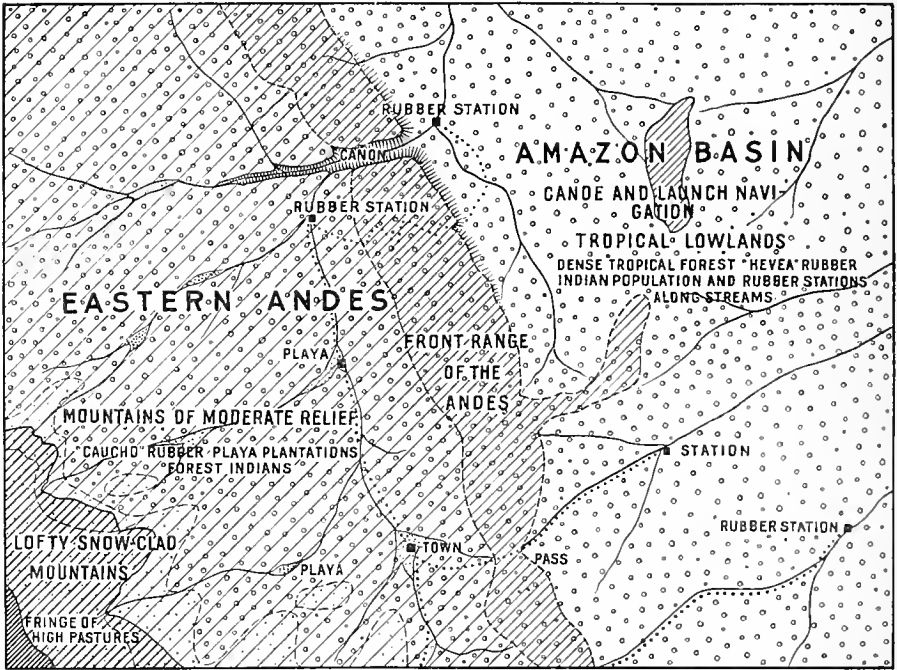 RUBBER STATION
CAÑON
AMAZON BASIN
CANOE AND LAUNCH NAVI-
GATION
TROPICAL LOWLANDS
DENSE TROPICAL FOREST "HEVEA" RUBBER
INDIAN POPULATION AND RUBBER STATIONS
ALONG STREAMS
RUBBER STATION
EASTERN ANDES
PLAYA
FRONT RANGE
OF THE
ANDES
MOUNTAINS OF MODERATE RELIEF
"CAUCHO" RUBBER-PLAYA PLANTATIONS
FOREST INDIANS
STATION
RUBBER STATION
LOFTY SNOW-CLAD
MOUNTAINS
TOWN
PASS
PLAYA
FRINGE OF
HIGH PASTURES